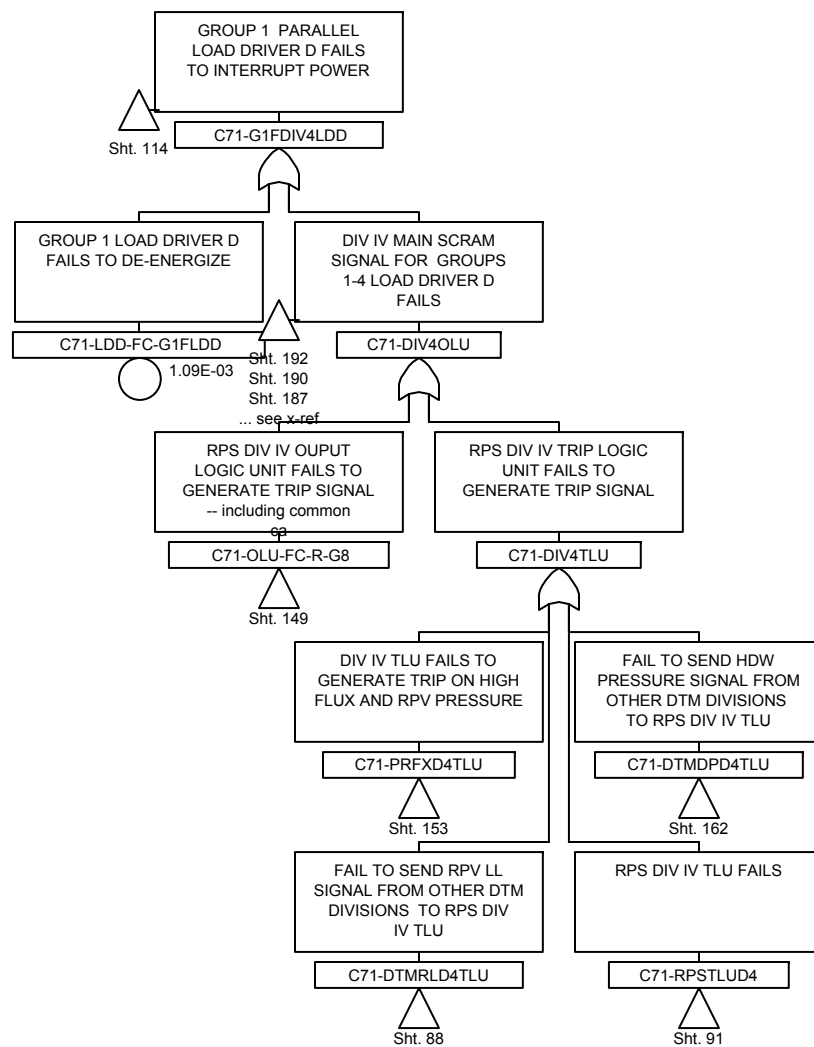 GROUP 1 PARALLEL
LOAD DRIVER D FAILS
TO INTERRUPT POWER
Sht. 114
C71-G1FDIV4LDD
GROUP 1 LOAD DRIVER D
FAILS TO DE-ENERGIZE
C71-LDD-FC-G1FLDD
1.09E-03
DIV IV MAIN SCRAM
SIGNAL FOR GROUPS
1-4 LOAD DRIVER D
FAILS
C71-DIV4OLU
Sht. 192
Sht. 190
Sht. 187
... see x-ref
RPS DIV IV OUPUT
LOGIC UNIT FAILS TO
GENERATE TRIP SIGNAL
-- including common
ca
C71-OLU-FC-R-G8
Sht. 149
RPS DIV IV TRIP LOGIC
UNIT FAILS TO
GENERATE TRIP SIGNAL
C71-DIV4TLU
DIV IV TLU FAILS TO
GENERATE TRIP ON HIGH
FLUX AND RPV PRESSURE
C71-PRFXD4TLU
Sht. 153
FAIL TO SEND HDW
PRESSURE SIGNAL FROM
OTHER DTM DIVISIONS
TO RPS DIV IV TLU
C71-DTMDPD4TLU
Sht. 162
FAIL TO SEND RPV LL
SIGNAL FROM OTHER DTM
DIVISIONS TO RPS DIV
IV TLU
C71-DTMRLD4TLU
Sht. 88
RPS DIV IV TLU FAILS
C71-RPSTLUD4
Sht. 91